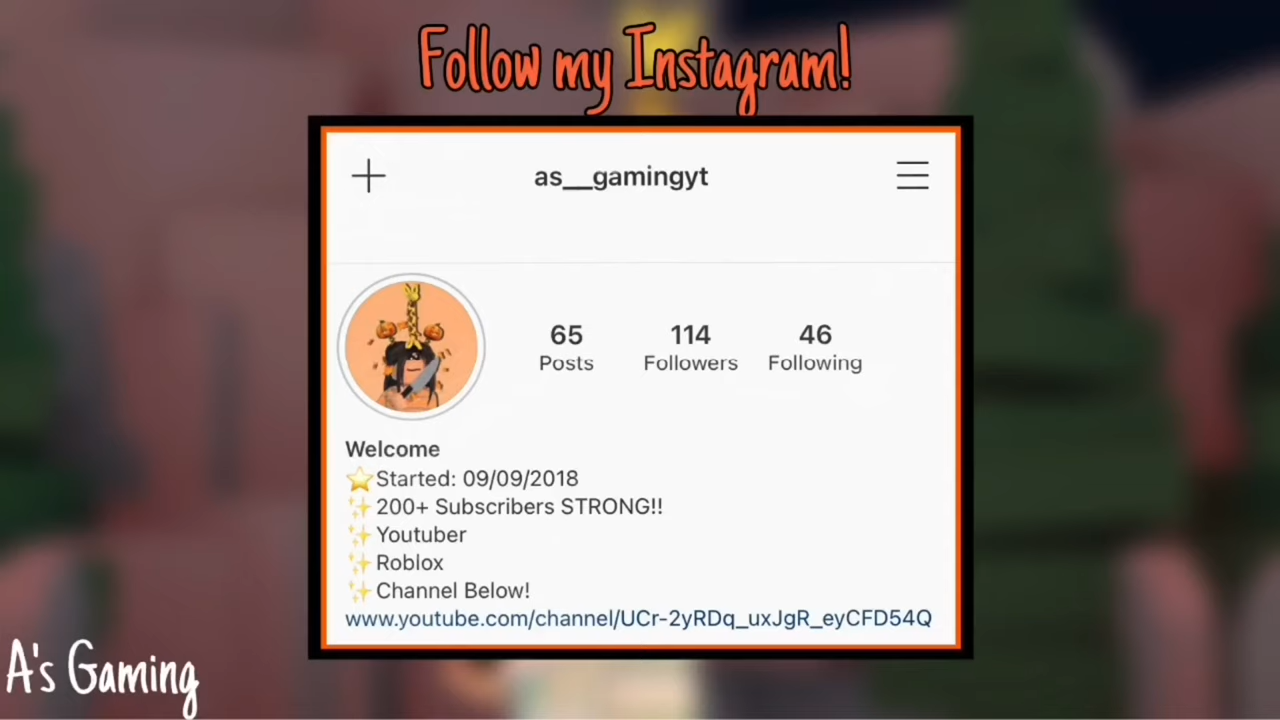 Follow my Instagram!
as__gamingyt
65 114 46
Posts Followers Following
Welcome
⭐Started: 09/09/2018
✨200+ Subscribers STRONG!!
✨Youtuber
✨Roblox
✨Channel Below!
www.youtube.com/channel/UCr-2yRDq_uxJgR_eyCFD54Q
A's Gaming